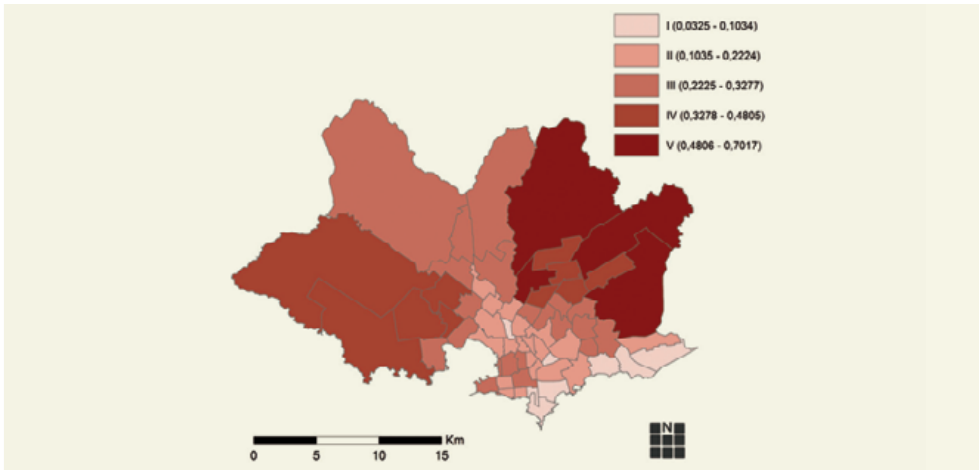 I (0,0325 - 0,1034)
II (0,1035 - 0,2224)
III (0,2225 - 0,3277)
IV (0,3278 - 0,4805)
V (0,4806 - 0,7017)
Km
0 5 10 15
N